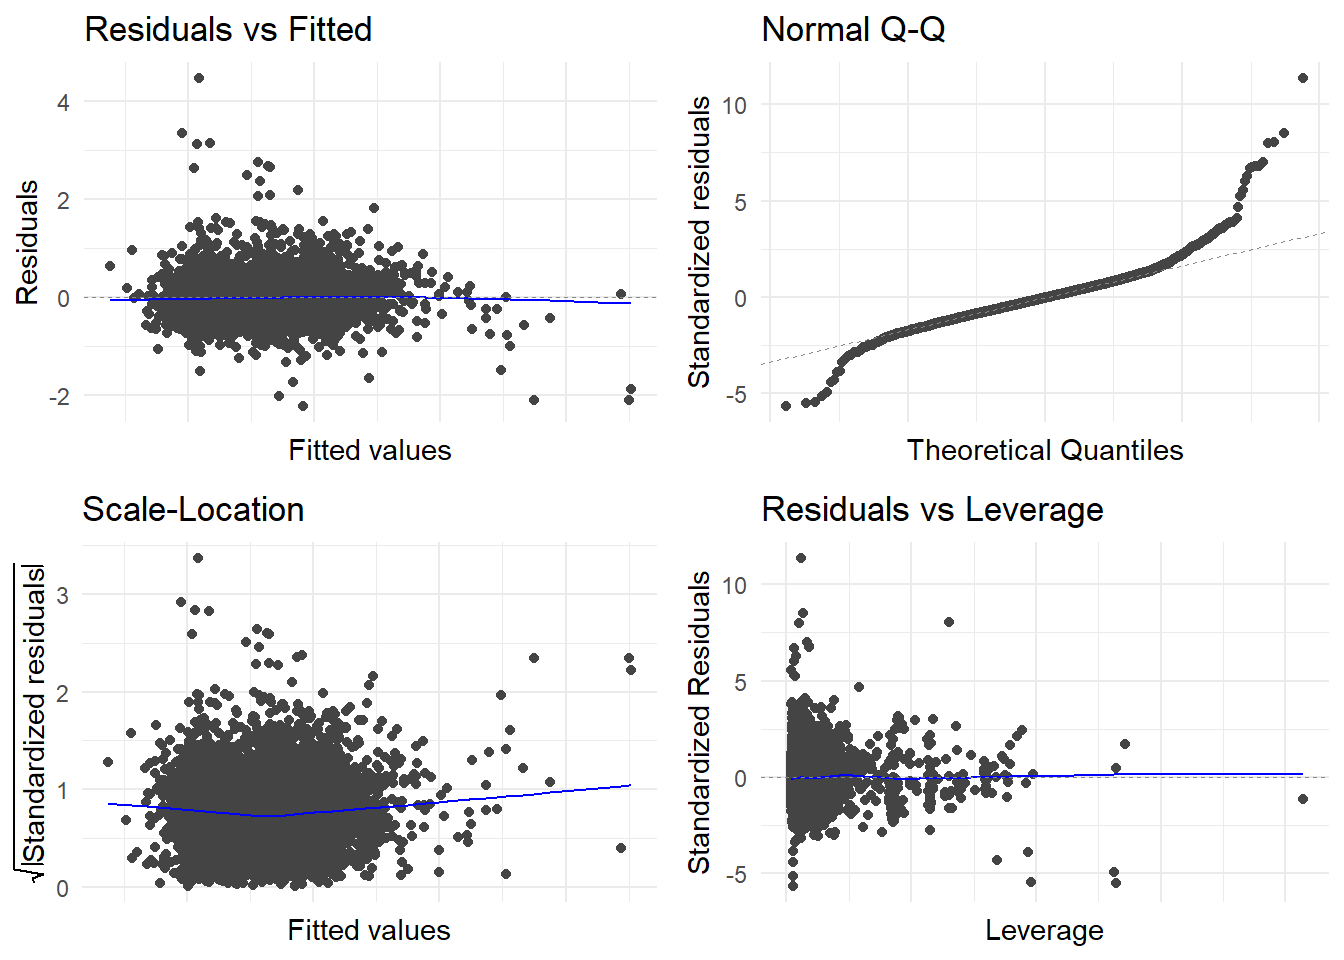 Residuals vs Fitted
Residuals
4
2
0
-2
Fitted values
Normal Q-Q
Standardized residuals
10
5
0
-5
Theoretical Quantiles
Scale-Location
√|Standardized residuals|
3
2
1
0
Fitted values
Residuals vs Leverage
Standardized Residuals
10
5
0
-5
Leverage